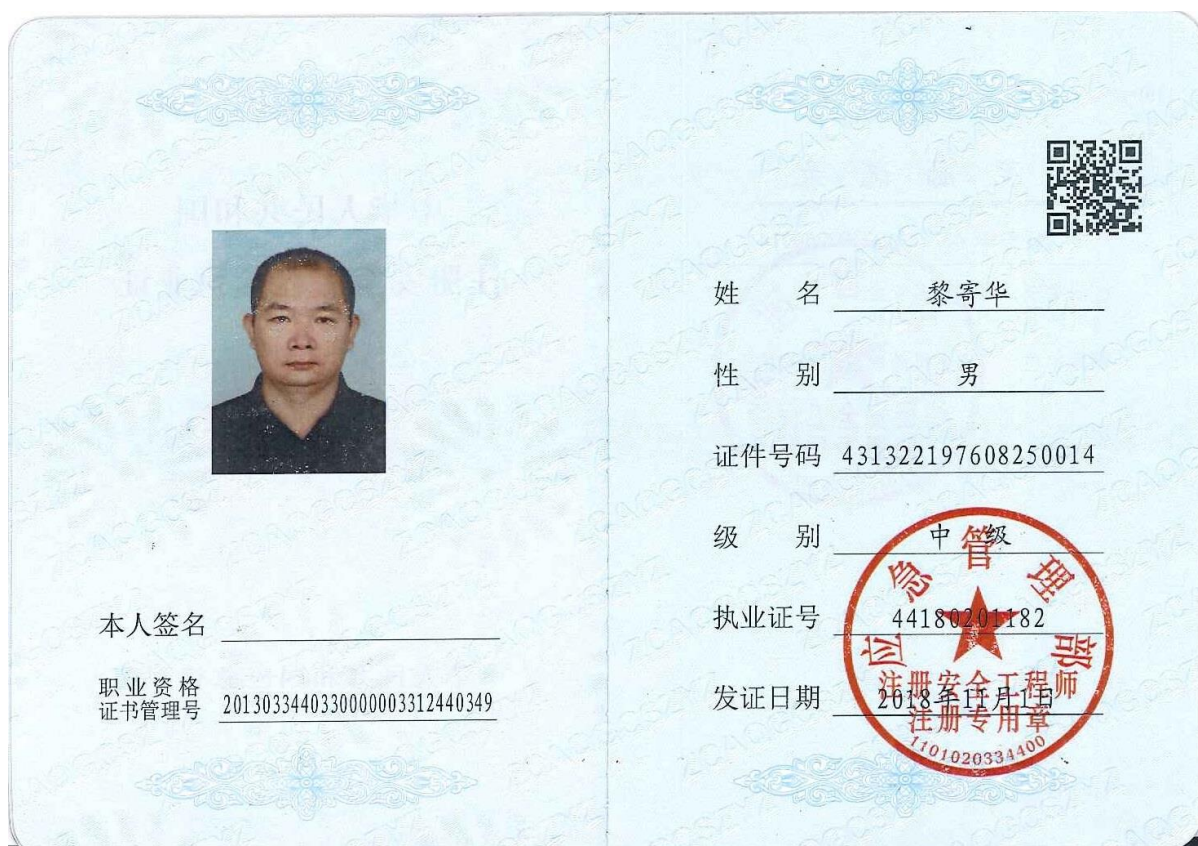 本人签名
职业资格
证书管理号 2013033440330000003312440349
姓名 黎寄华
性别 男
证件号码 431322197608250014
级别 中级
执业证号 44180201182
发证日期 2018年11月1日
应急管理部
注册安全工程师
注册专用章
1101020334400